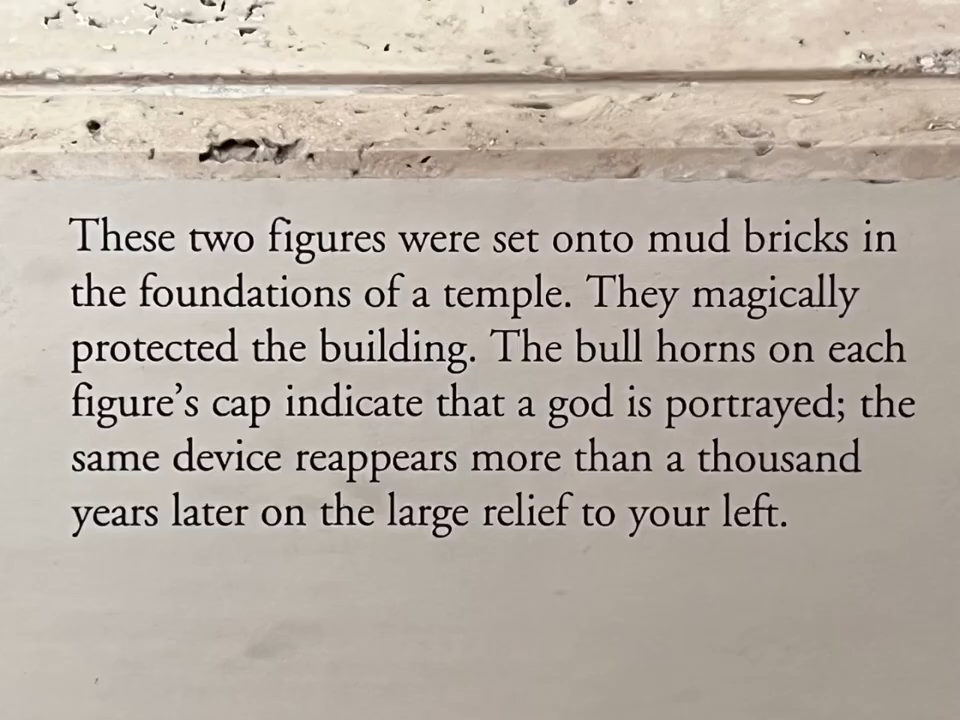 These two figures were set onto mud bricks in
the foundations of a temple. They magically
protected the building. The bull horns on each
figure’s cap indicate that a god is portrayed; the
same device reappears more than a thousand
years later on the large relief to your left.